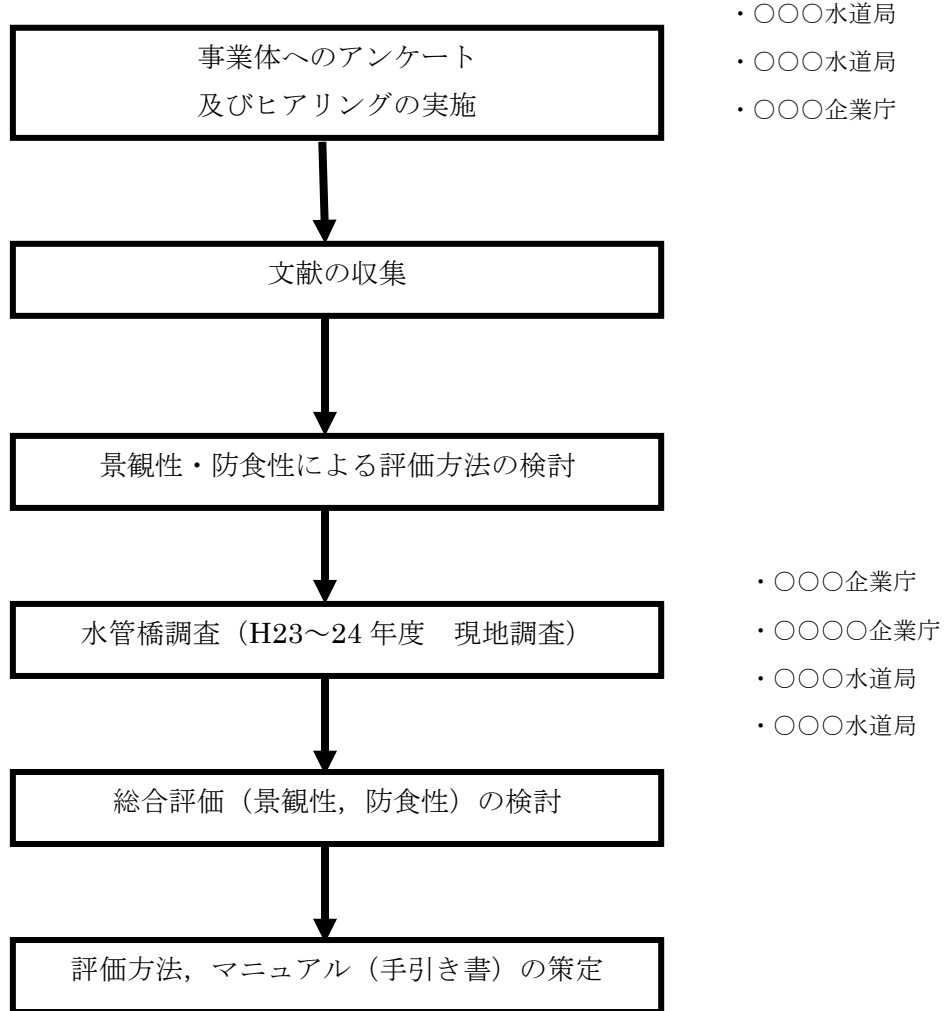 ・○○○水道局
事業体へのアンケート
・○○○水道局
及びヒアリングの実施
・○○○企業庁
文献の収集
景観性・防食性による評価方法の検討
・○○○企業庁
水管橋調査（H23～24 年度　現地調査）
・○○○○企業庁
・○○○水道局
・○○○水道局
総合評価（景観性，防食性）の検討
評価方法，マニュアル（手引き書）の策定